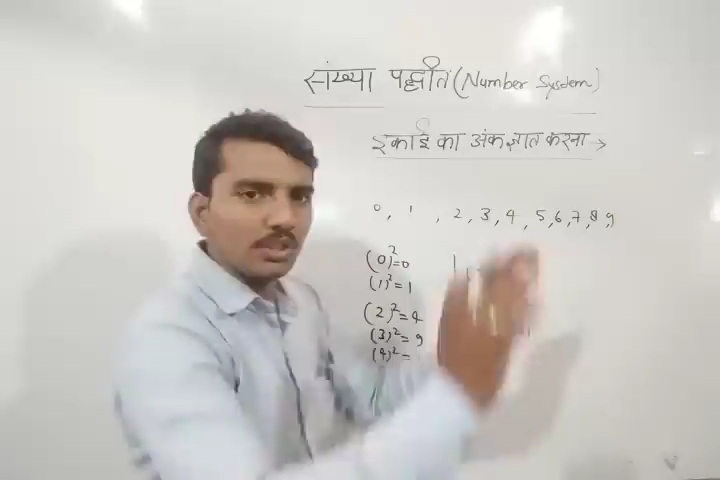 संख्या पद्धति (Number System)
इकाई का अंक ज्ञात करना →
0, 1, 2, 3, 4, 5, 6, 7, 8, 9
(0)²=0
(1)²=1
(2)²=4
(3)²=9
(4)²=